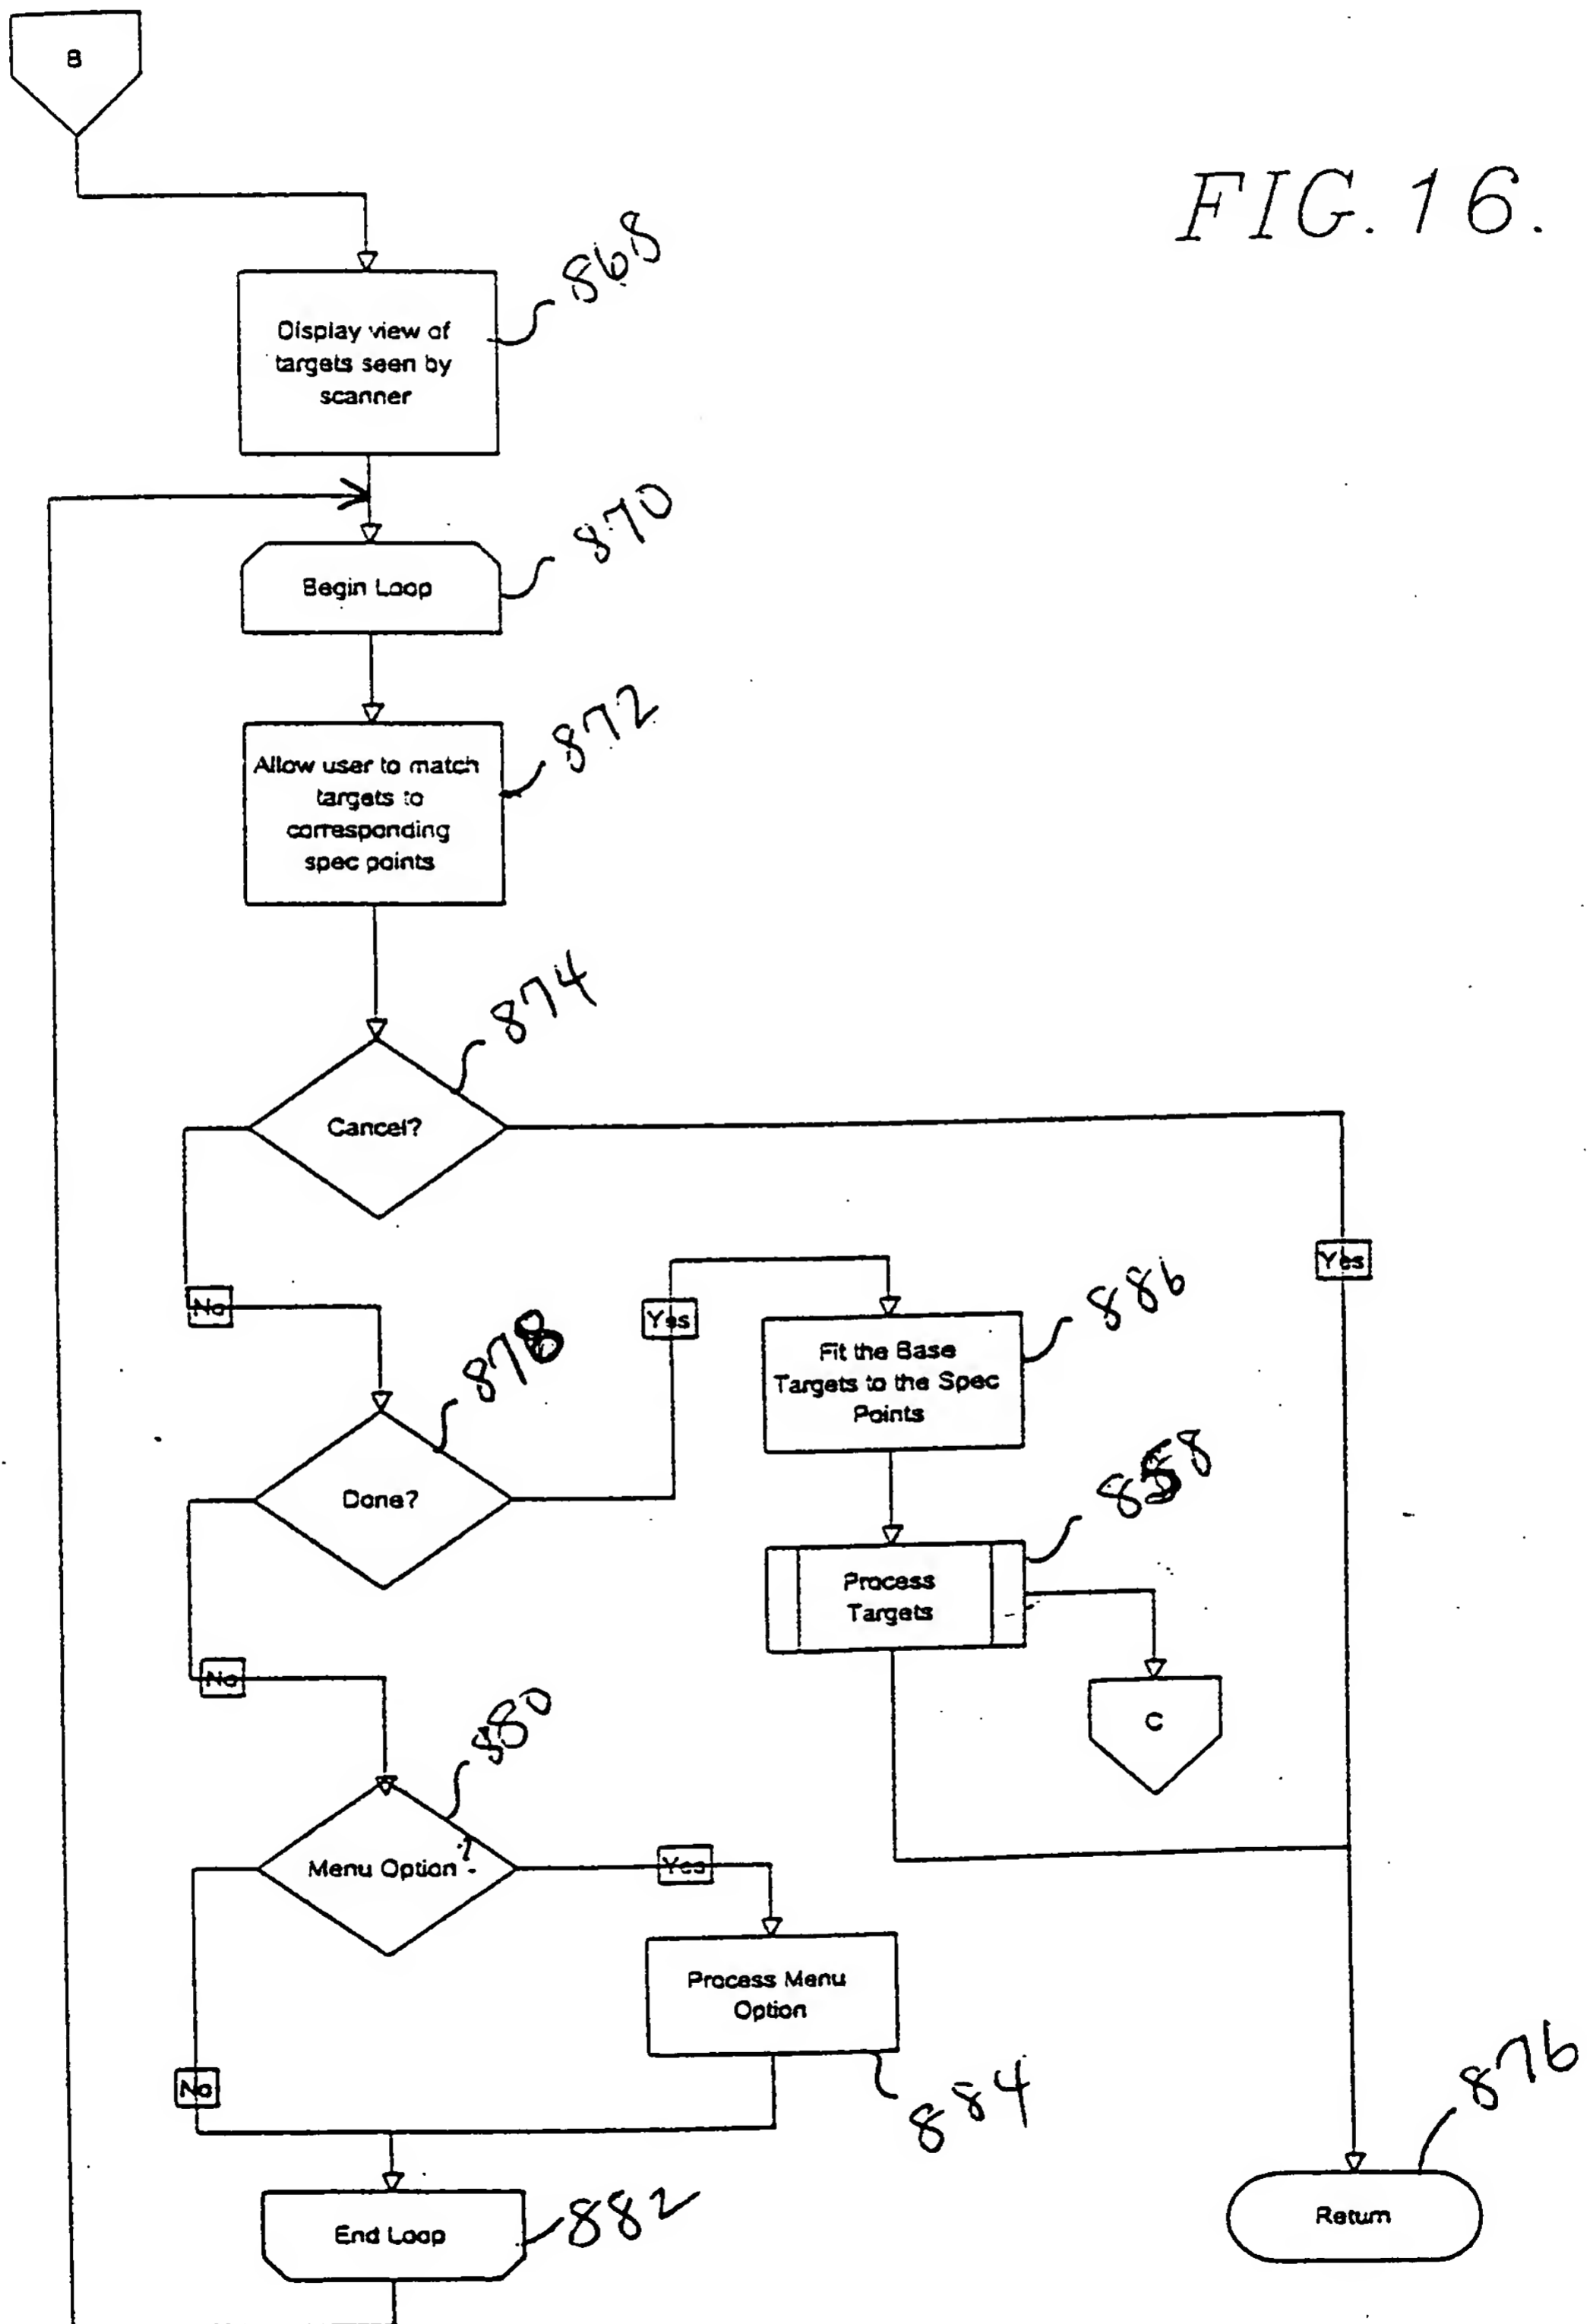 B
FIG. 16.
Display view of
targets seen by
scanner
868
Begin Loop
870
Allow user to match
targets to
corresponding
spec points
872
Cancel?
874
Yes
No
Done?
878
Yes
Fit the Base
Targets to the Spec
Points
886
Process
Targets
858
C
No
Menu Option ?
880
Yes
Process Menu
Option
884
No
End Loop
882
Return
876